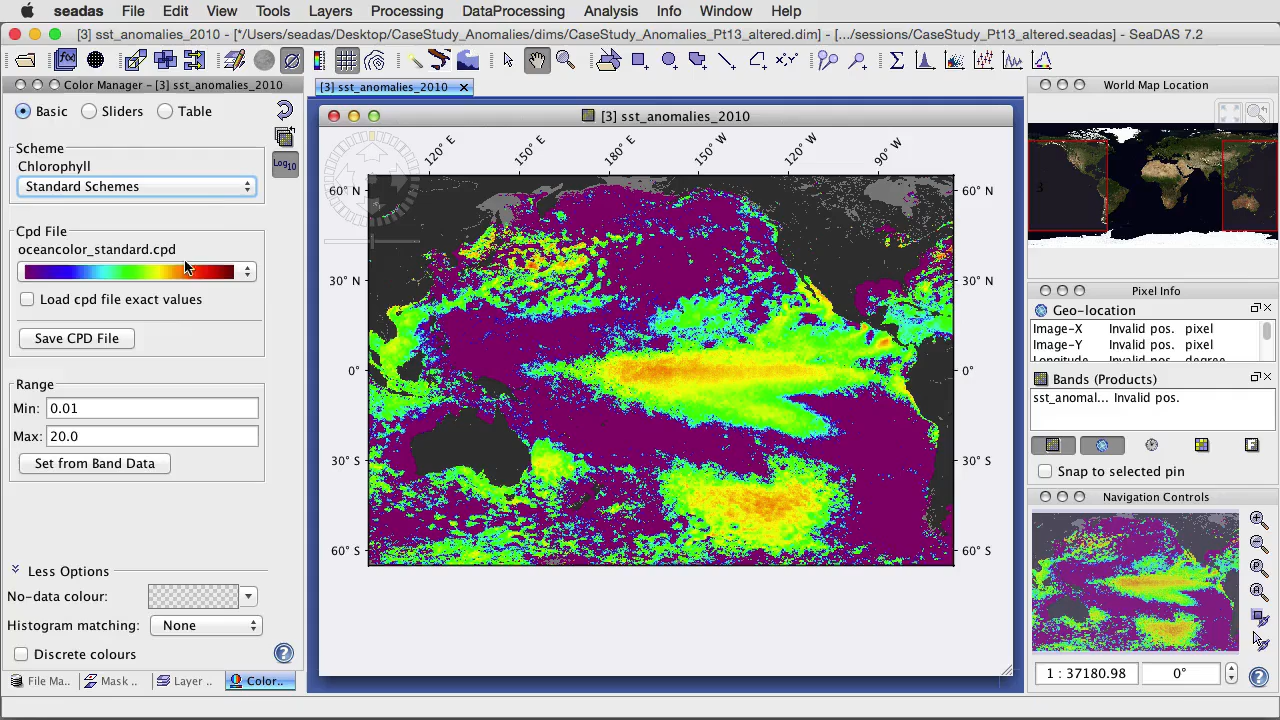 seadas File Edit View Tools Layers Processing DataProcessing Analysis Info Window Help
[3] sst_anomalies_2010 - [*/Users/seadas/Desktop/CaseStudy_Anomalies/dims/CaseStudy_Anomalies_Pt13_altered.dim] - [.../sessions/CaseStudy_Pt13_altered.seadas] - SeaDAS 7.2
Color Manager - [3] sst_anomalies_2010
Basic Sliders Table
Scheme
Chlorophyll
Standard Schemes
Log10
Cpd File
oceancolor_standard.cpd
Load cpd file exact values
Save CPD File
Range
Min: 0.01
Max: 20.0
Set from Band Data
Less Options
No-data colour:
Histogram matching: None
Discrete colours
File Ma... Mask ... Layer ... Color...
[3] sst_anomalies_2010
[3] sst_anomalies_2010
120° E 150° E 180° E 150° W 120° W 90° W
60° N 60° N
30° N 30° N
0° 0°
30° S 30° S
60° S 60° S
World Map Location
3
Pixel Info
Geo-location
Image-X Invalid pos. pixel
Image-Y Invalid pos. pixel
Longitude Invalid pos. degree
Bands (Products)
sst_anomal... Invalid pos.
Snap to selected pin
Navigation Controls
1 : 37180.98 0°